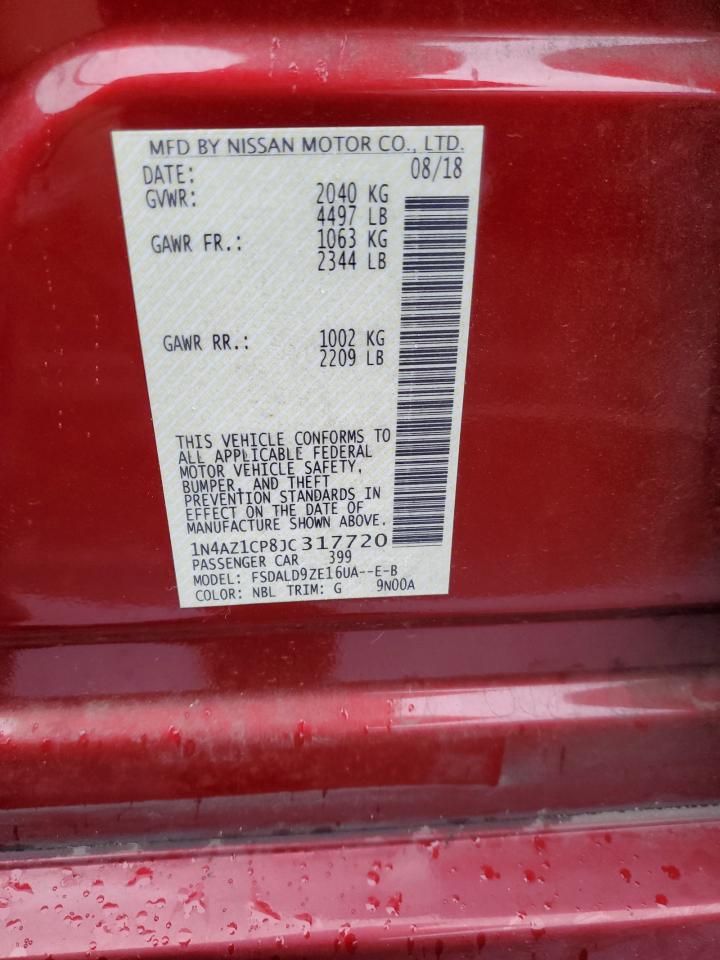 MFD BY NISSAN MOTOR CO., LTD.
DATE: 08/18
GVWR: 2040 KG
4497 LB
GAWR FR.: 1063 KG
2344 LB
GAWR RR.: 1002 KG
2209 LB
THIS VEHICLE CONFORMS TO
ALL APPLICABLE FEDERAL
MOTOR VEHICLE SAFETY,
BUMPER, AND THEFT
PREVENTION STANDARDS IN
EFFECT ON THE DATE OF
MANUFACTURE SHOWN ABOVE.
1N4AZ1CP8JC317720
PASSENGER CAR 399
MODEL: FSDALD9ZE16UA--E-B
COLOR: NBL TRIM: G 9N00A